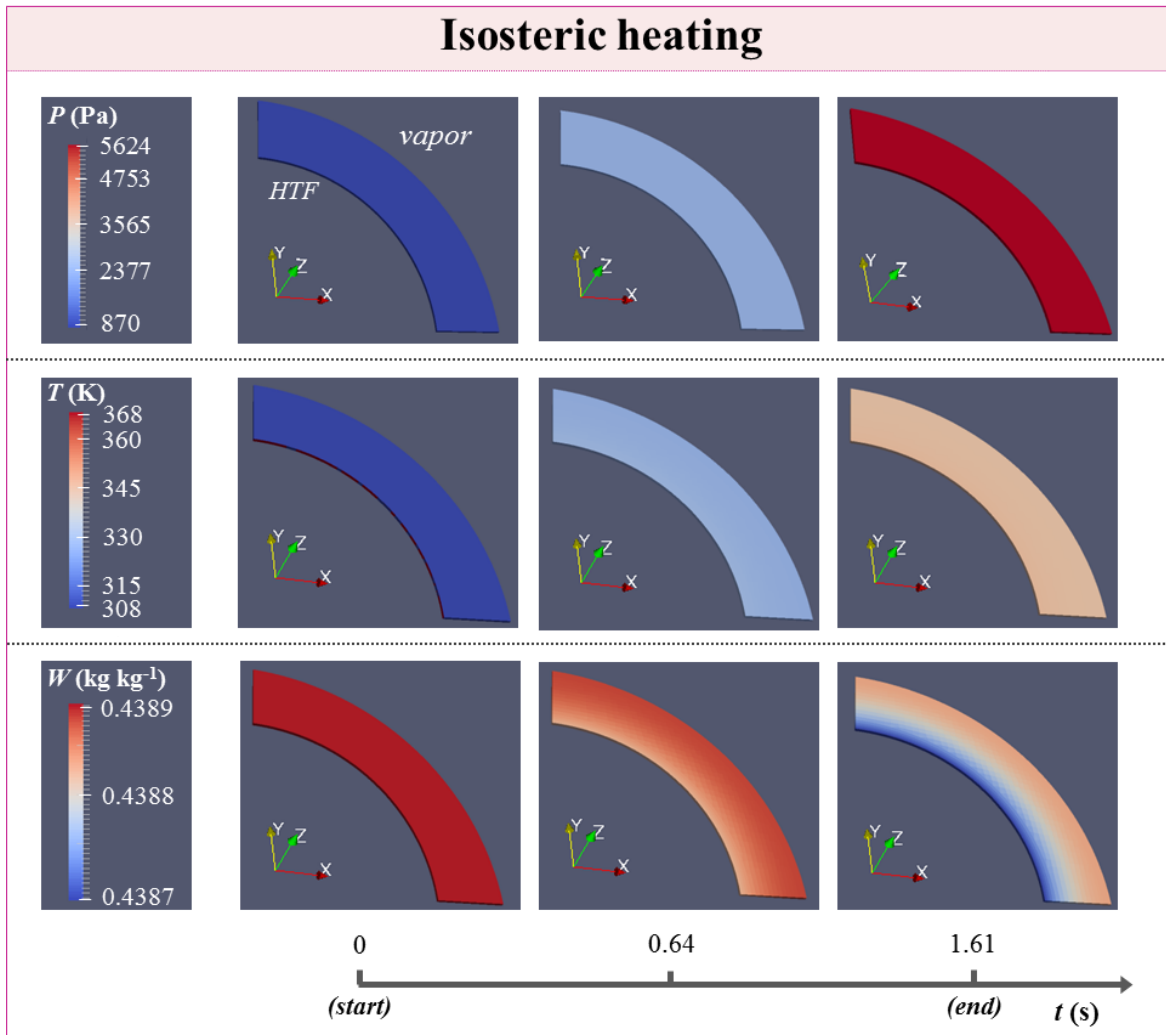 Isosteric heating
P (Pa)
5624
4753
3565
2377
870
vapor
HTF
Y
Z
X
Y
Z
X
Y
Z
X
T (K)
368
360
345
330
315
308
Y
Z
X
Y
Z
X
Y
Z
X
W (kg kg⁻¹)
0.4389
0.4388
0.4387
Y
Z
X
Y
Z
X
Y
Z
X
0
0.64
1.61
(start)
(end)
t (s)